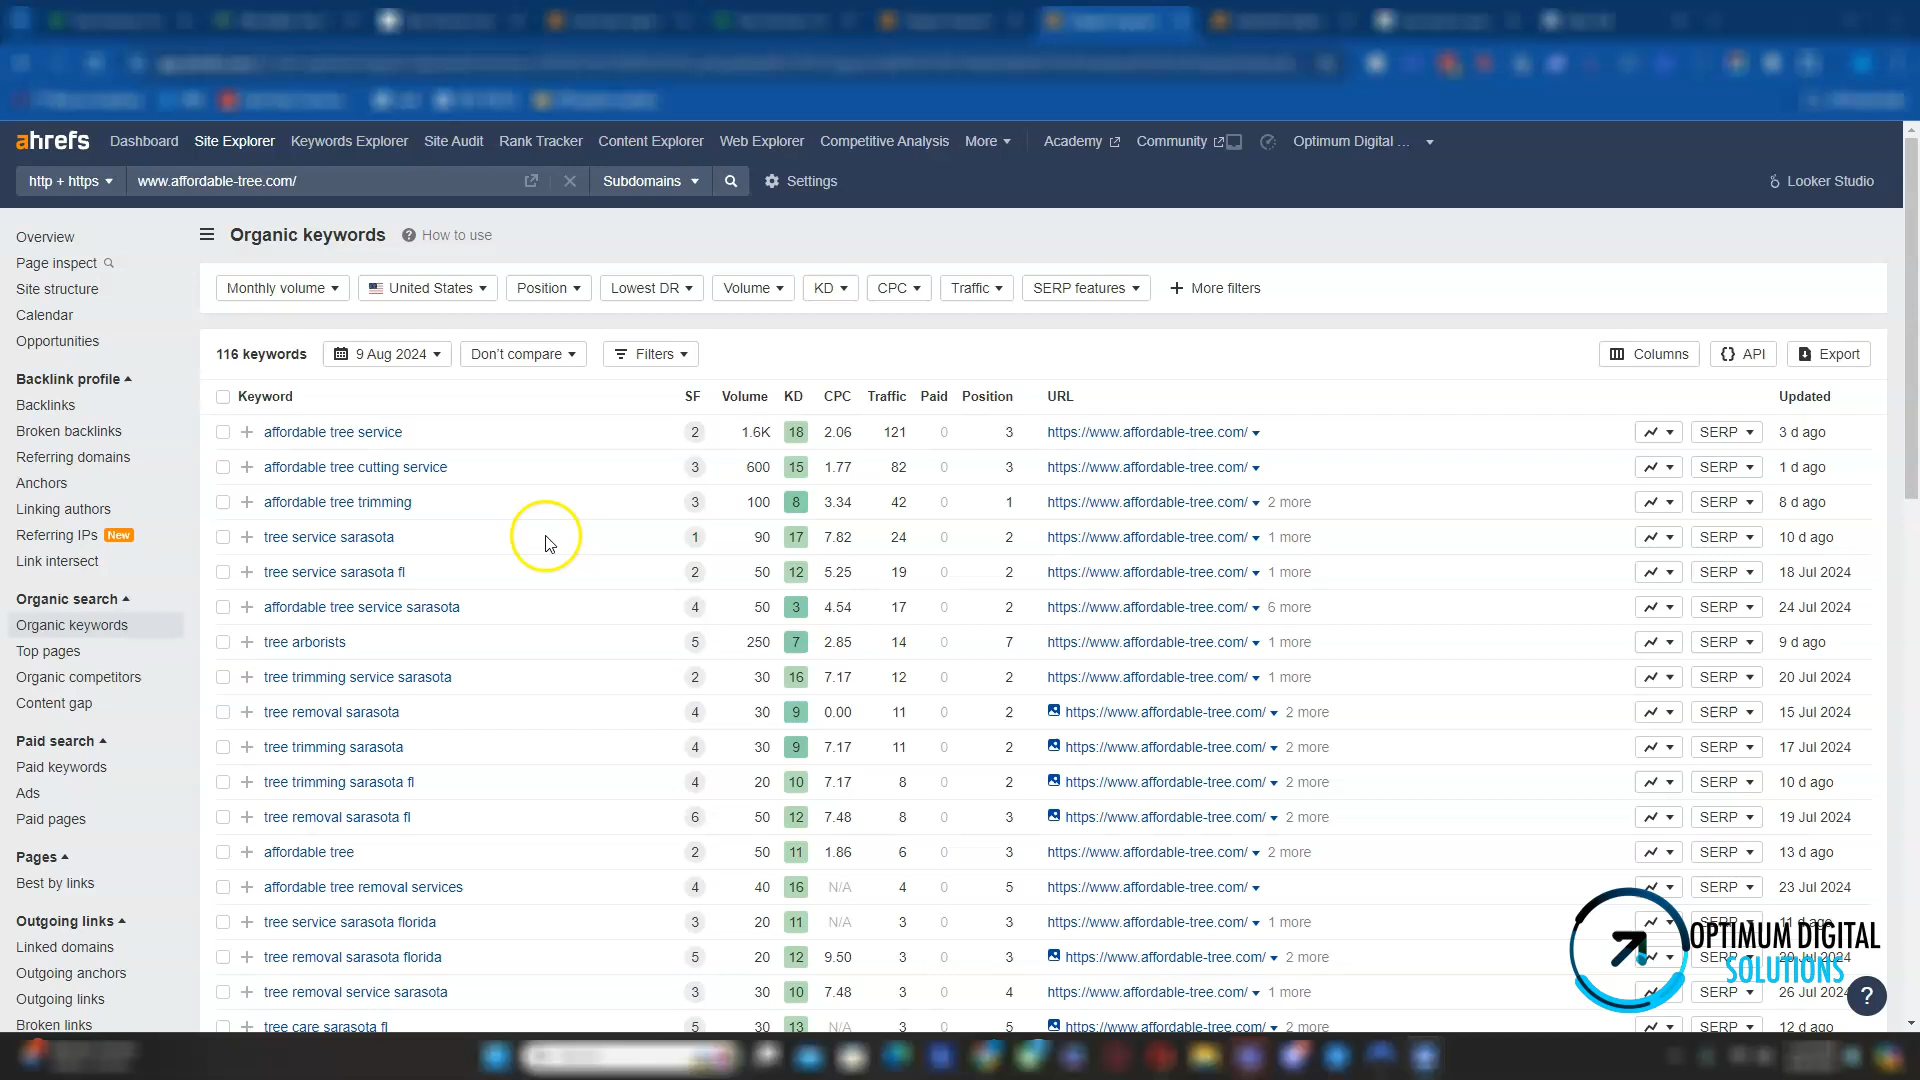 ahrefs Dashboard Site Explorer Keywords Explorer Site Audit Rank Tracker Content Explorer Web Explorer Competitive Analysis More Academy Community Optimum Digital ...
http + https www.affordable-tree.com/ Subdomains Settings Looker Studio
Overview
Page inspect
Site structure
Calendar
Opportunities
Backlink profile
Backlinks
Broken backlinks
Referring domains
Anchors
Linking authors
Referring IPs New
Link intersect
Organic search
Organic keywords
Top pages
Organic competitors
Content gap
Paid search
Paid keywords
Ads
Paid pages
Pages
Best by links
Outgoing links
Linked domains
Outgoing anchors
Outgoing links
Broken links
Organic keywords ? How to use
Monthly volume United States Position Lowest DR Volume KD CPC Traffic SERP features + More filters
116 keywords 9 Aug 2024 Don't compare Filters Columns {} API Export
Keyword SF Volume KD CPC Traffic Paid Position URL Updated
+ affordable tree service 2 1.6K 18 2.06 121 0 3 https://www.affordable-tree.com/ SERP 3 d ago
+ affordable tree cutting service 3 600 15 1.77 82 0 3 https://www.affordable-tree.com/ SERP 1 d ago
+ affordable tree trimming 3 100 8 3.34 42 0 1 https://www.affordable-tree.com/ 2 more SERP 8 d ago
+ tree service sarasota 1 90 17 7.82 24 0 2 https://www.affordable-tree.com/ 1 more SERP 10 d ago
+ tree service sarasota fl 2 50 12 5.25 19 0 2 https://www.affordable-tree.com/ 1 more SERP 18 Jul 2024
+ affordable tree service sarasota 4 50 3 4.54 17 0 2 https://www.affordable-tree.com/ 6 more SERP 24 Jul 2024
+ tree arborists 5 250 7 2.85 14 0 7 https://www.affordable-tree.com/ 1 more SERP 9 d ago
+ tree trimming service sarasota 2 30 16 7.17 12 0 2 https://www.affordable-tree.com/ 1 more SERP 20 Jul 2024
+ tree removal sarasota 4 30 9 0.00 11 0 2 https://www.affordable-tree.com/ 2 more SERP 15 Jul 2024
+ tree trimming sarasota 4 30 9 7.17 11 0 2 https://www.affordable-tree.com/ 2 more SERP 17 Jul 2024
+ tree trimming sarasota fl 4 20 10 7.17 8 0 2 https://www.affordable-tree.com/ 2 more SERP 10 d ago
+ tree removal sarasota fl 6 50 12 7.48 8 0 3 https://www.affordable-tree.com/ 2 more SERP 19 Jul 2024
+ affordable tree 2 50 11 1.86 6 0 3 https://www.affordable-tree.com/ 2 more SERP 13 d ago
+ affordable tree removal services 4 40 16 N/A 4 0 5 https://www.affordable-tree.com/ SERP 23 Jul 2024
+ tree service sarasota florida 3 20 11 N/A 3 0 3 https://www.affordable-tree.com/ 1 more SERP 11 d ago
+ tree removal sarasota florida 5 20 12 9.50 3 0 3 https://www.affordable-tree.com/ 2 more SERP Jul 2024
+ tree removal service sarasota 3 30 10 7.48 3 0 4 https://www.affordable-tree.com/ 1 more SERP 26 Jul 2024
+ tree care sarasota fl 5 30 13 N/A 3 0 5 https://www.affordable-tree.com/ 2 more SERP 12 d ago
OPTIMUM DIGITAL
SOLUTIONS
?